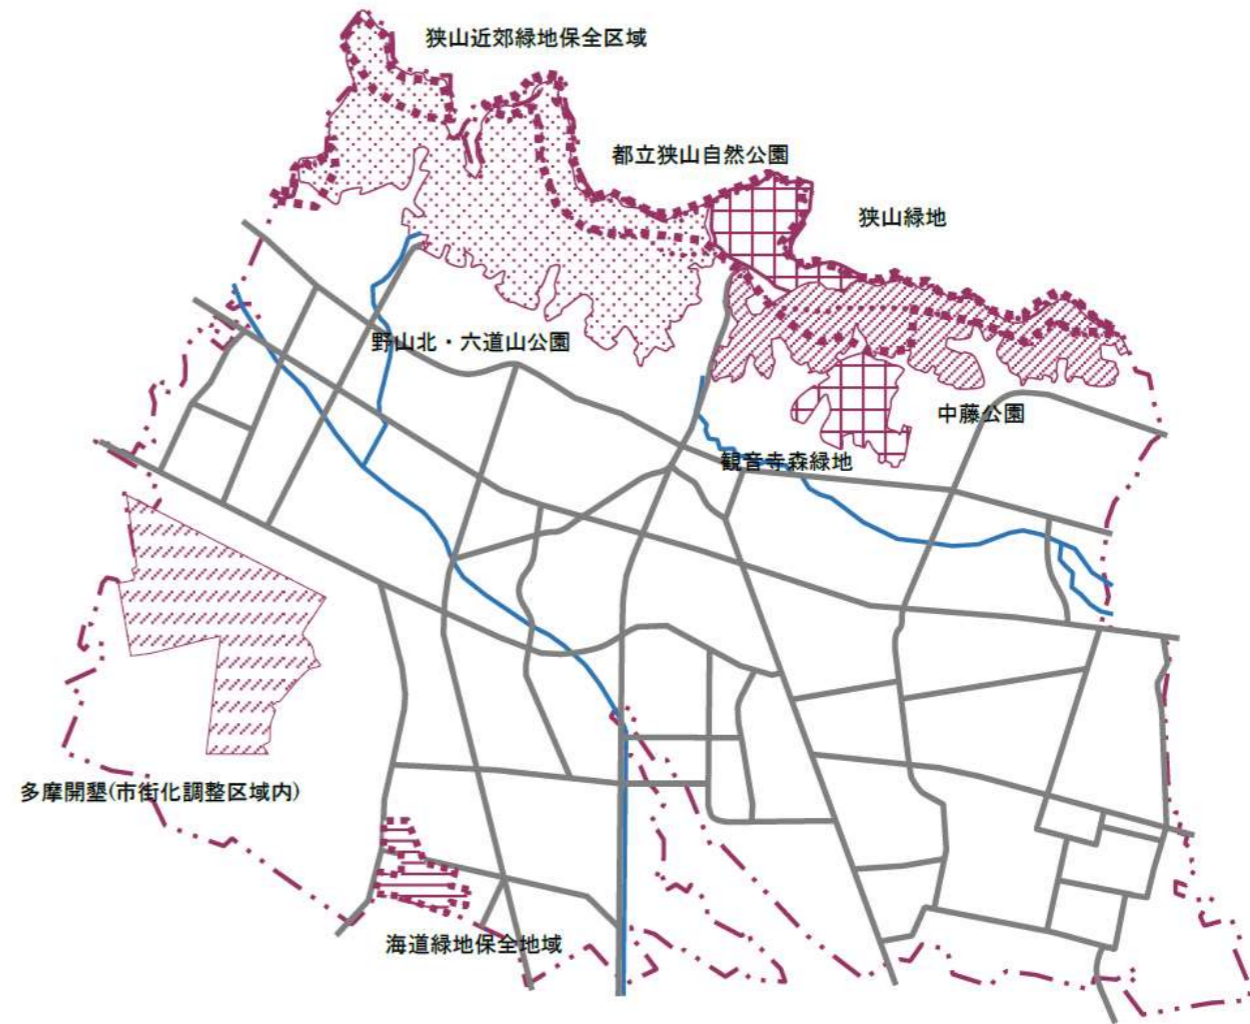 狭山近郊緑地保全区域
都立狭山自然公園
狭山緑地
野山北・六道山公園
中藤公園
観音寺森緑地
多摩開墾(市街化調整区域内)
海道緑地保全地域